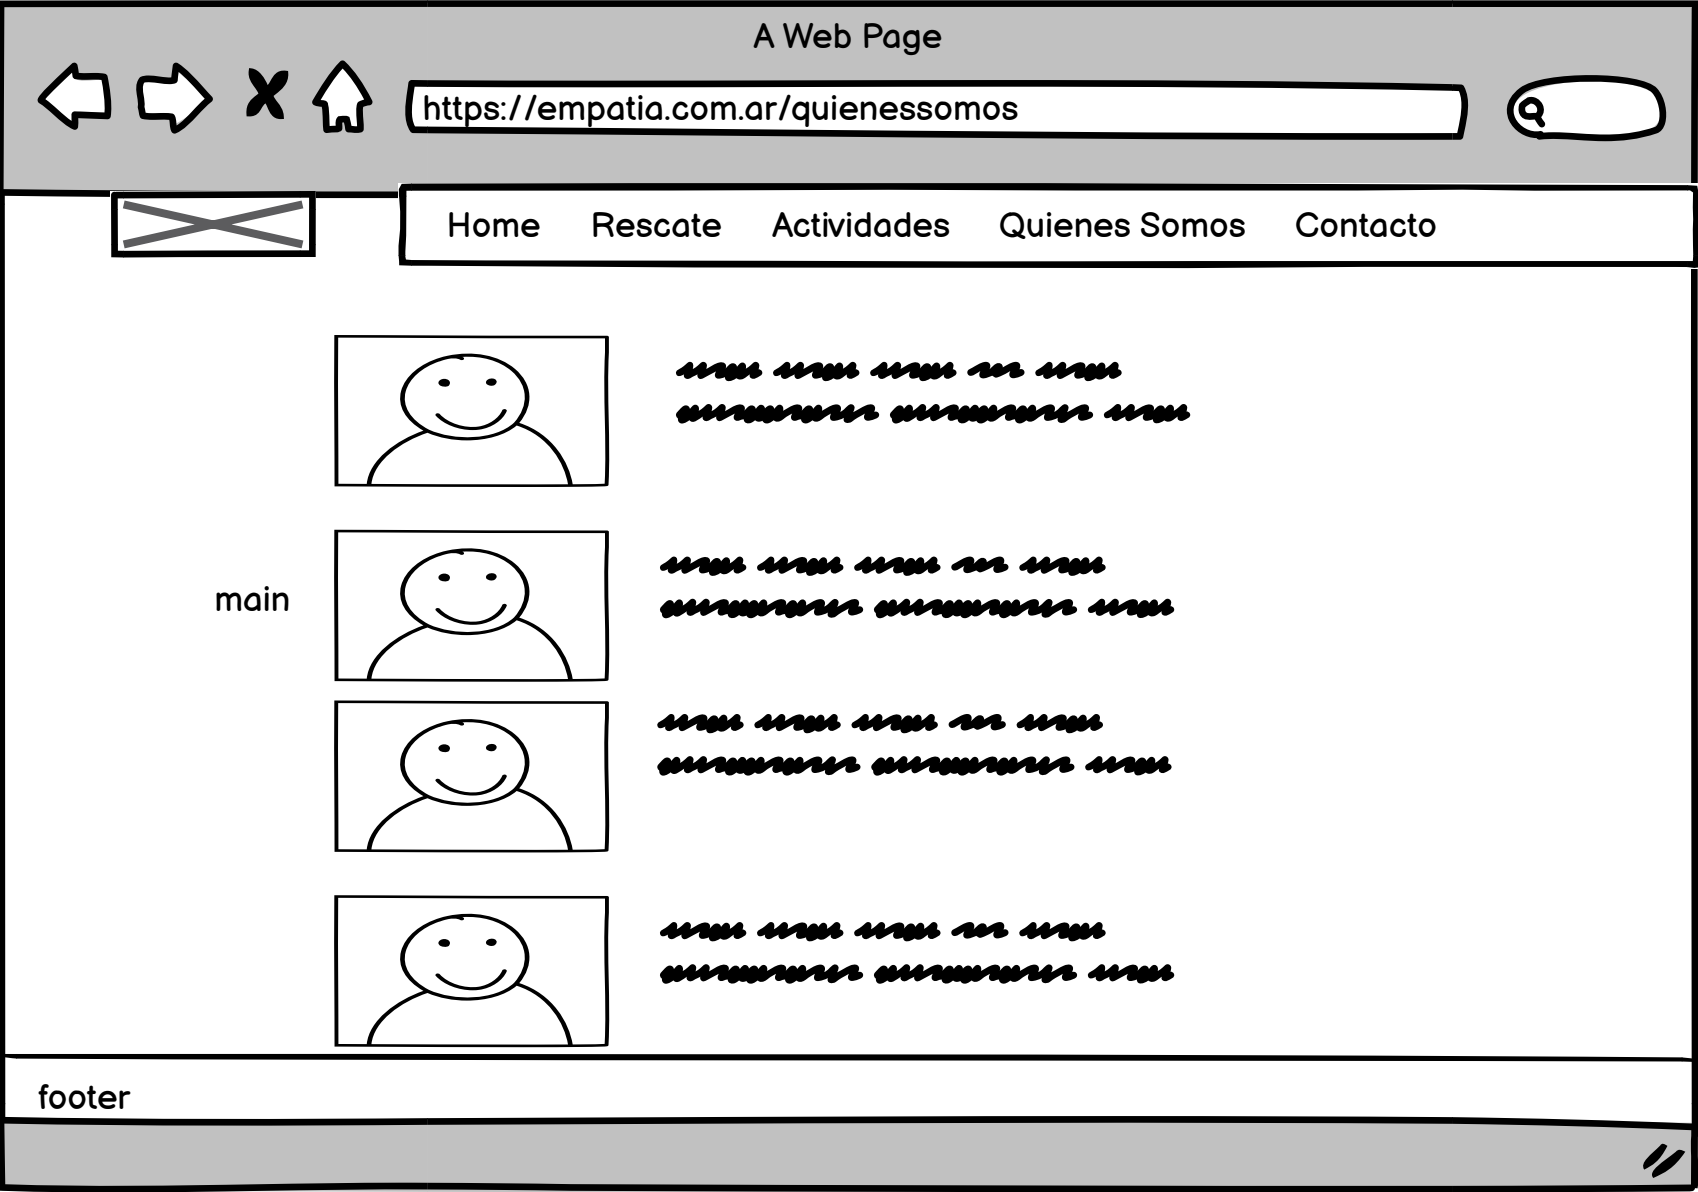 A Web Page
https://empatia.com.ar/quienessomos
Home Rescate Actividades Quienes Somos Contacto
main
footer